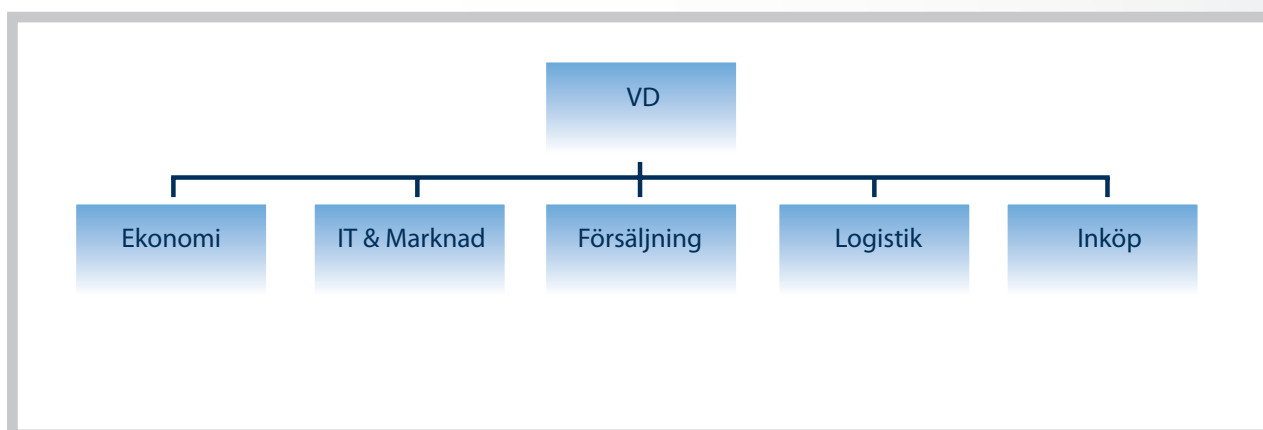 VD
Ekonomi
IT & Marknad
Försäljning
Logistik
Inköp